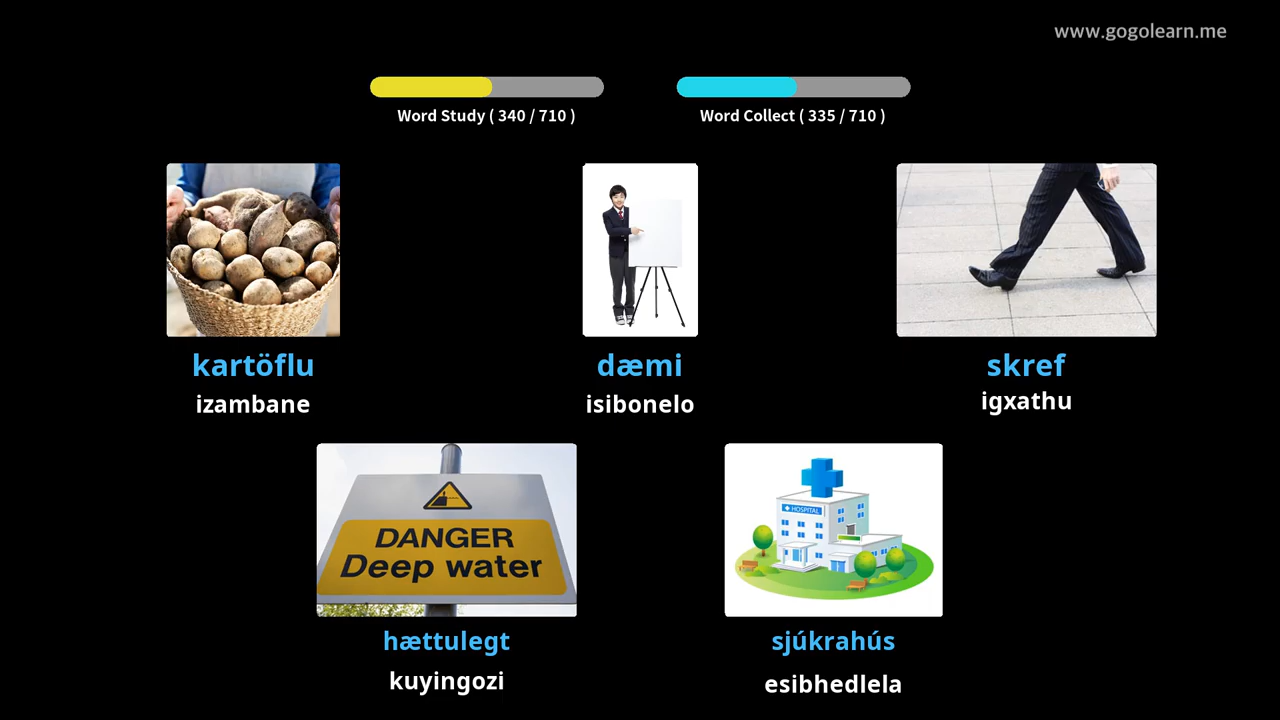 www.gogolearn.me
Word Study ( 340 / 710 )
Word Collect ( 335 / 710 )
kartöflu
izambane
dæmi
isibonelo
skref
igxathu
DANGER
Deep water
HOSPITAL
hættulegt
kuyingozi
sjúkrahús
esibhedlela